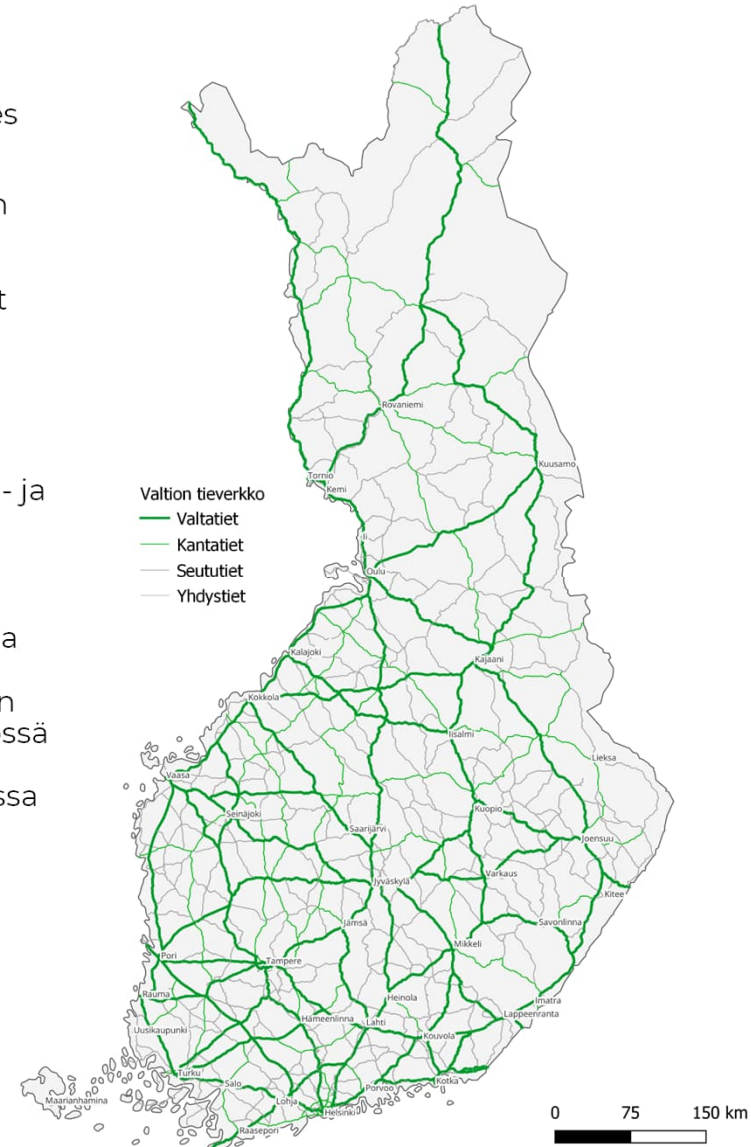 es
n
t
- ja
a
n
össä
ssa
Valtion tieverkko
Valtatiet
Kantatiet
Seututiet
Yhdystiet
Rovaniemi
Kuusamo
Tornio
Kemi
Ii
Oulu
Kalajoki
Kajaani
Kokkola
Iisalmi
Lieksa
Vaasa
Kuopio
Seinäjoki
Saarijärvi
Joensuu
Varkaus
Jyväskylä
Kitee
Jämsä
Savonlinna
Mikkeli
Pori
Tampere
Rauma
Heinola
Imatra
Lappeenranta
Hämeenlinna
Lahti
Uusikaupunki
Kouvola
Turku
Kotka
Salo
Porvoo
Maarianhamina
Lohja
Helsinki
Raasepori
0 75 150 km